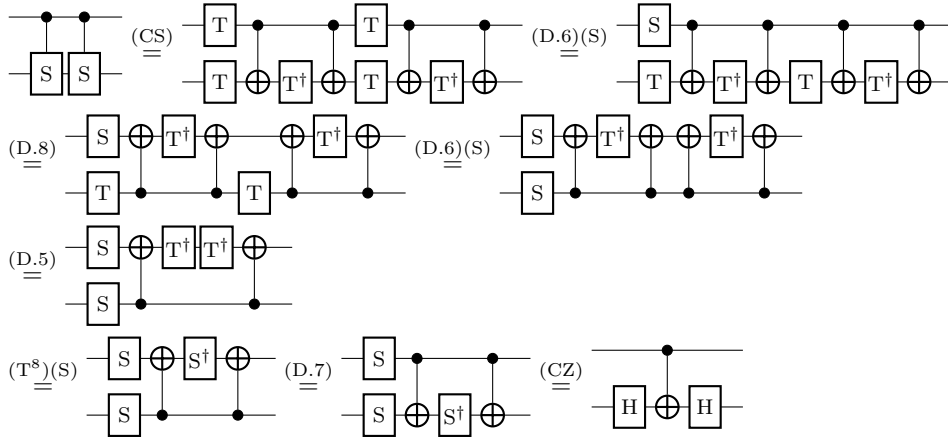 S S (CS) = T T T T† T T† (D.6)(S) = S T T† T T†
(D.8) = S T T† T T† (D.6)(S) = S S T† T†
(D.5) = S S T† T†
(T⁸)(S) = S S S† (D.7) = S S S† (CZ) = H H